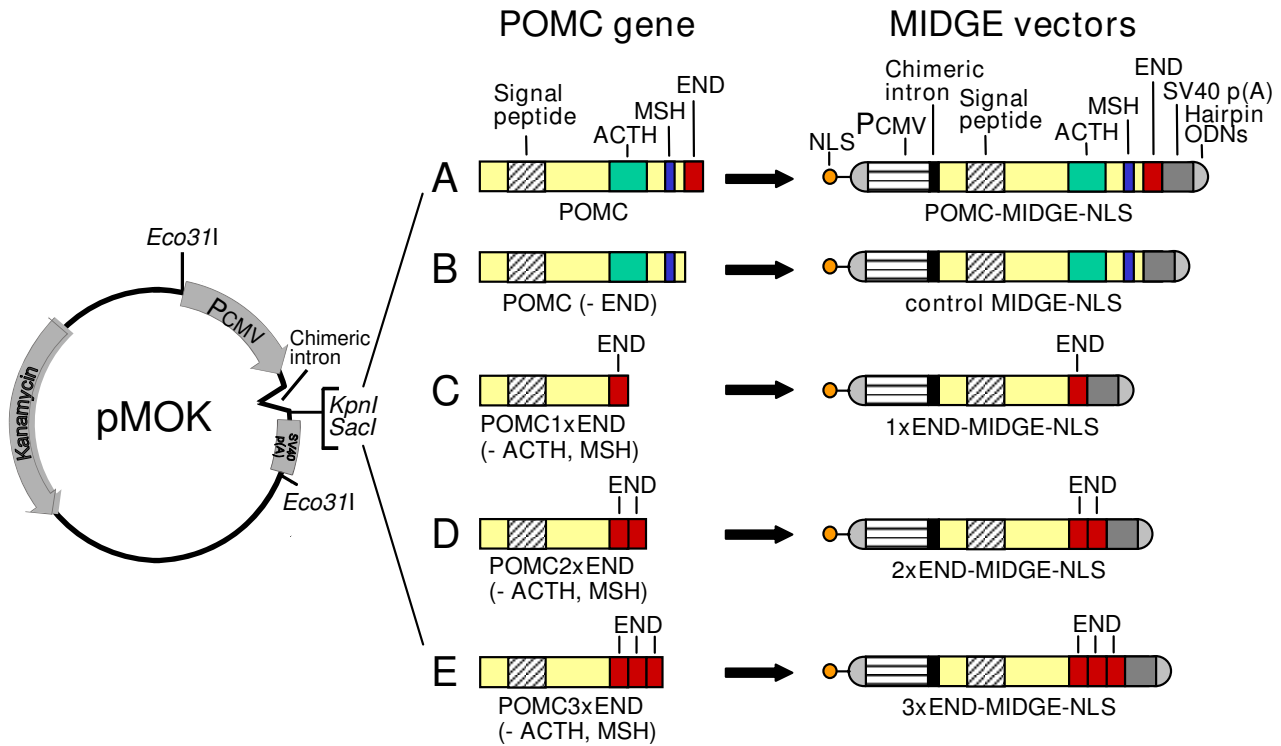 POMC gene
MIDGE vectors
Signal
peptide
ACTH
MSH
END
A
POMC
NLS
PCMV
Chimeric
intron
Signal
peptide
ACTH
MSH
END
SV40 p(A)
Hairpin
ODNs
POMC-MIDGE-NLS
B
POMC (- END)
control MIDGE-NLS
Eco31I
PCMV
Chimeric
intron
Kanamycin
pMOK
KpnI
SacI
SV40
p(A)
Eco31I
END
C
POMC1xEND
(- ACTH, MSH)
END
1xEND-MIDGE-NLS
END
D
POMC2xEND
(- ACTH, MSH)
END
2xEND-MIDGE-NLS
END
E
POMC3xEND
(- ACTH, MSH)
END
3xEND-MIDGE-NLS